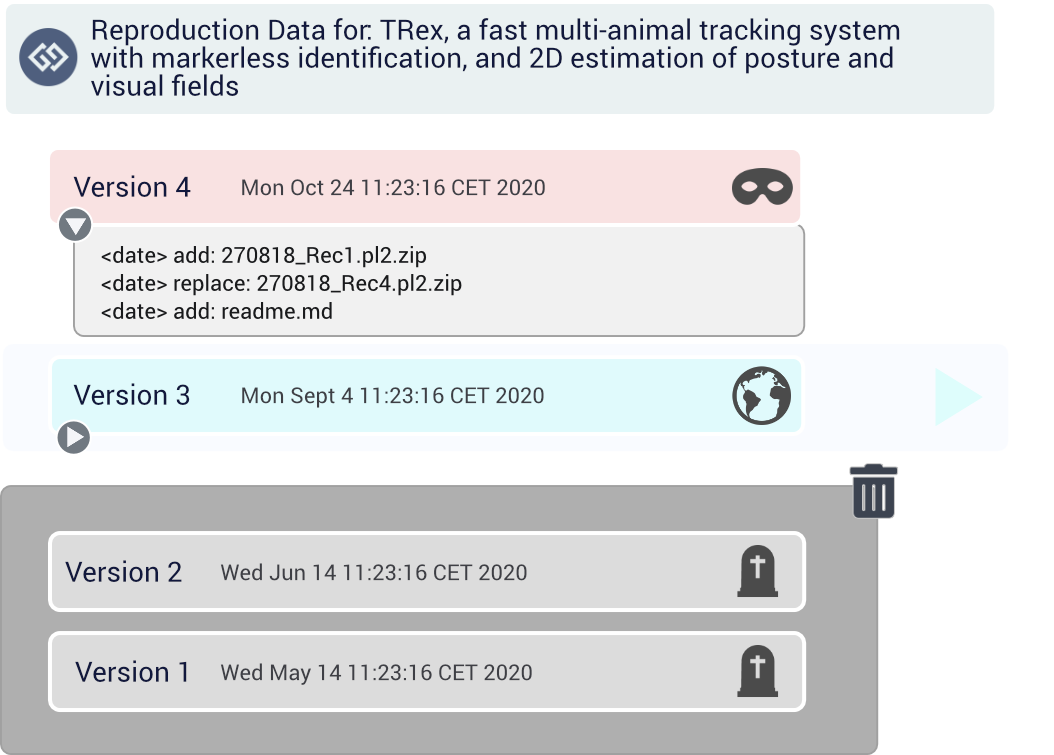 Reproduction Data for: TRex, a fast multi-animal tracking system
with markerless identification, and 2D estimation of posture and
visual fields
Version 4 Mon Oct 24 11:23:16 CET 2020
<date> add: 270818_Rec1.pl2.zip
<date> replace: 270818_Rec4.pl2.zip
<date> add: readme.md
Version 3 Mon Sept 4 11:23:16 CET 2020
Version 2 Wed Jun 14 11:23:16 CET 2020
Version 1 Wed May 14 11:23:16 CET 2020